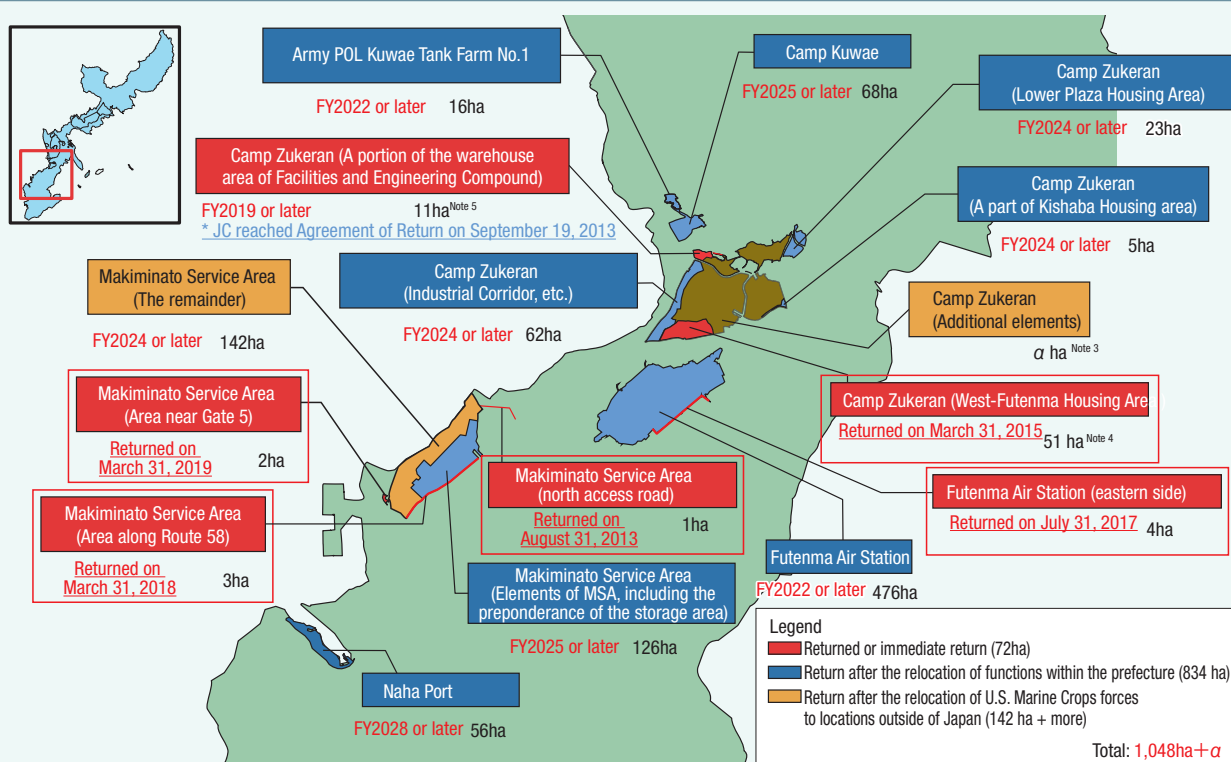 Army POL Kuwae Tank Farm No.1
FY2022 or later 16ha
Camp Kuwae
FY2025 or later 68ha
Camp Zukeran
(Lower Plaza Housing Area)
FY2024 or later 23ha
Camp Zukeran (A portion of the warehouse
area of Facilities and Engineering Compound)
FY2019 or later 11ha Note 5
* JC reached Agreement of Return on September 19, 2013
Camp Zukeran
(A part of Kishaba Housing area)
FY2024 or later 5ha
Makiminato Service Area
(The remainder)
FY2024 or later 142ha
Camp Zukeran
(Industrial Corridor, etc.)
FY2024 or later 62ha
Camp Zukeran
(Additional elements)
α ha Note 3
Makiminato Service Area
(Area near Gate 5)
Returned on
March 31, 2019
2ha
Camp Zukeran (West-Futenma Housing Area)
Returned on March 31, 2015 51 ha Note 4
Makiminato Service Area
(north access road)
Returned on
August 31, 2013
1ha
Futenma Air Station (eastern side)
Returned on July 31, 2017 4ha
Makiminato Service Area
(Area along Route 58)
Returned on
March 31, 2018
3ha
Futenma Air Station
FY2022 or later 476ha
Makiminato Service Area
(Elements of MSA, including the
preponderance of the storage area)
FY2025 or later 126ha
Naha Port
FY2028 or later 56ha
Legend
Returned or immediate return (72ha)
Return after the relocation of functions within the prefecture (834 ha)
Return after the relocation of U.S. Marine Crops forces
to locations outside of Japan (142 ha + more)
Total: 1,048ha+α